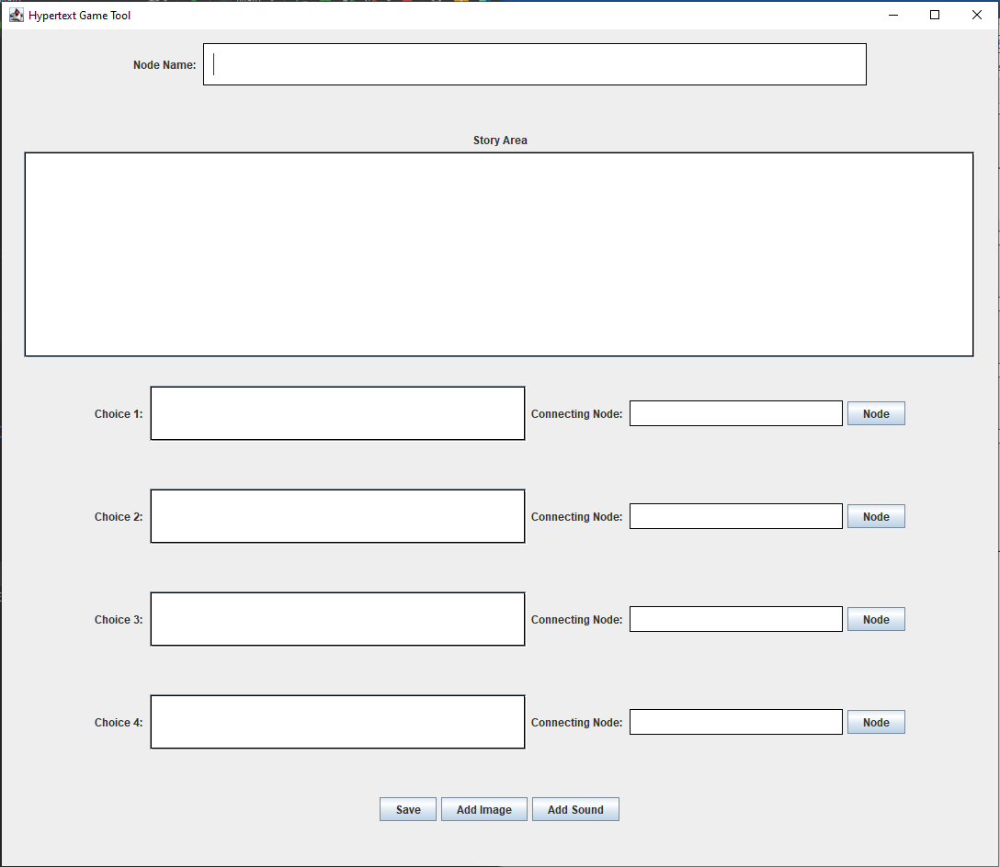 Hypertext Game Tool
Node Name:
Story Area
Choice 1: Connecting Node: Node
Choice 2: Connecting Node: Node
Choice 3: Connecting Node: Node
Choice 4: Connecting Node: Node
Save Add Image Add Sound